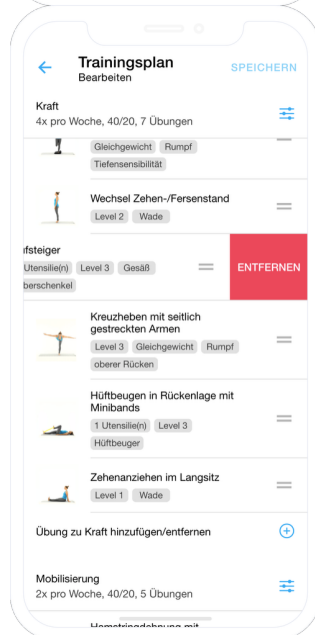 Trainingsplan
Bearbeiten
SPEICHERN
Kraft
4x pro Woche, 40/20, 7 Übungen
Gleichgewicht Rumpf
Tiefensensibilität
Wechsel Zehen-/Fersenstand
Level 2 Wade
fsteiger
Utensilie(n) Level 3 Gesäß
berschenkel
ENTFERNEN
Kreuzheben mit seitlich
gestreckten Armen
Level 3 Gleichgewicht Rumpf
oberer Rücken
Hüftbeugen in Rückenlage mit
Minibands
1 Utensilie(n) Level 3
Hüftbeuger
Zehenanziehen im Langsitz
Level 1 Wade
Übung zu Kraft hinzufügen/entfernen
Mobilisierung
2x pro Woche, 40/20, 5 Übungen
Hamstringdehnung mit